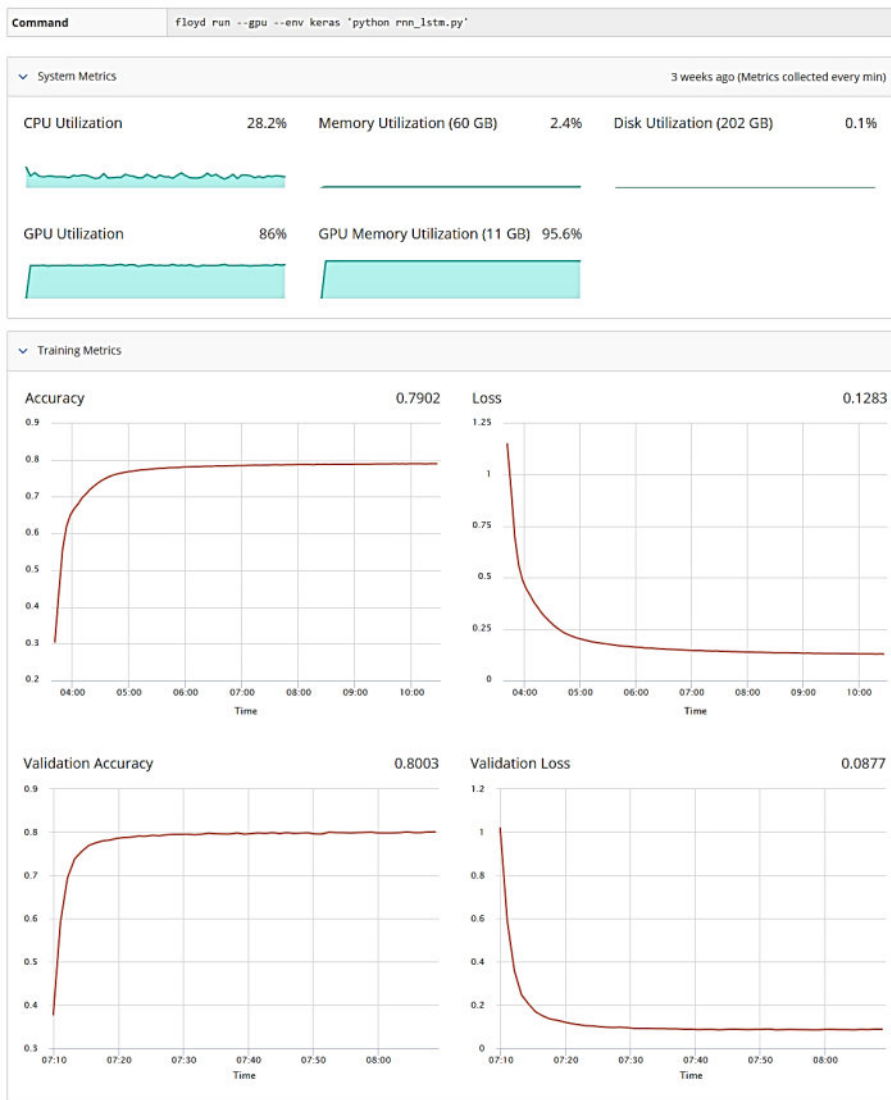 Command floyd run --gpu --env keras 'python rnn_lstm.py'
System Metrics 3 weeks ago (Metrics collected every min)
CPU Utilization 28.2% Memory Utilization (60 GB) 2.4% Disk Utilization (202 GB) 0.1%
GPU Utilization 86% GPU Memory Utilization (11 GB) 95.6%
Training Metrics
Accuracy 0.7902
0.9
0.8
0.7
0.6
0.5
0.4
0.3
0.2
04:00 05:00 06:00 07:00 08:00 09:00 10:00
Time
Loss 0.1283
1.25
1
0.75
0.5
0.25
0
04:00 05:00 06:00 07:00 08:00 09:00 10:00
Time
Validation Accuracy 0.8003
0.9
0.8
0.7
0.6
0.5
0.4
0.3
07:10 07:20 07:30 07:40 07:50 08:00
Time
Validation Loss 0.0877
1.2
1
0.8
0.6
0.4
0.2
0
07:10 07:20 07:30 07:40 07:50 08:00
Time